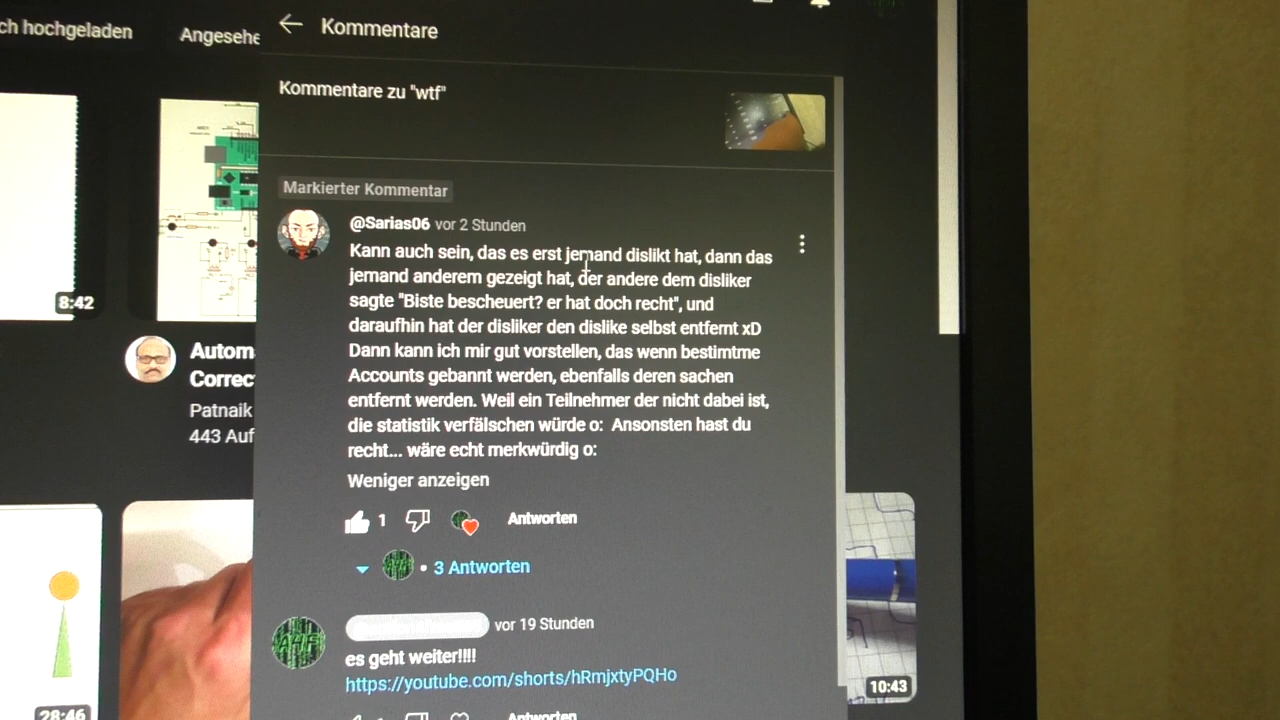 ch hochgeladen
Angesehe
Kommentare
Kommentare zu "wtf"
Markierter Kommentar
@Sarias06 vor 2 Stunden
Kann auch sein, das es erst jemand dislikt hat, dann das
jemand anderem gezeigt hat, der andere dem disliker
sagte "Biste bescheuert? er hat doch recht", und
daraufhin hat der disliker den dislike selbst entfernt xD
Dann kann ich mir gut vorstellen, das wenn bestimtme
Accounts gebannt werden, ebenfalls deren sachen
entfernt werden. Weil ein Teilnehmer der nicht dabei ist,
die statistik verfälschen würde o: Ansonsten hast du
recht... wäre echt merkwürdig o:
Weniger anzeigen
1
Antworten
• 3 Antworten
vor 19 Stunden
es geht weiter!!!!
https://youtube.com/shorts/hRmjxtyPQHo
Antworten
8:42
Autom
Correc
Patnaik
443 Auf
28:46
10:43